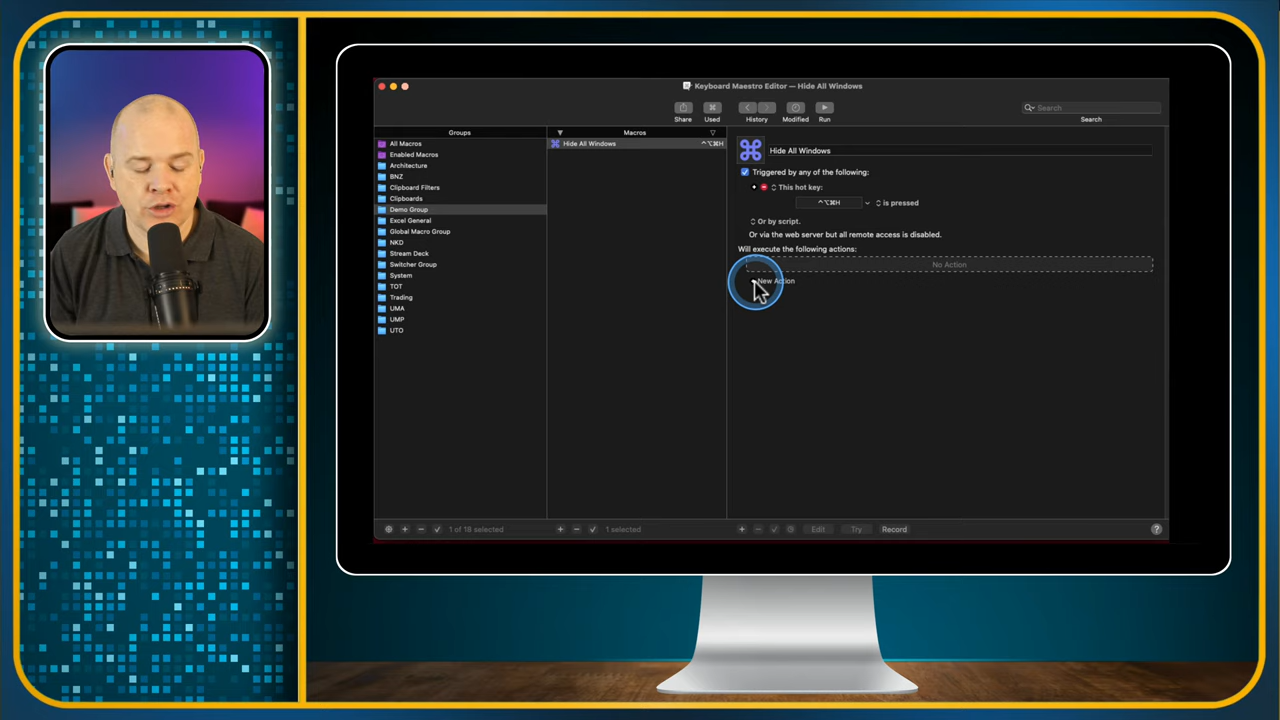 Keyboard Maestro Editor — Hide All Windows
Share
Used
History
Modified
Run
Search
Search
Groups
All Macros
Enabled Macros
Architecture
BNZ
Clipboard Filters
Clipboards
Demo Group
Excel General
Global Macro Group
NKD
Stream Deck
Switcher Group
System
TOT
Trading
UMA
UMP
UTO
1 of 18 selected
Macros
Hide All Windows ^⌥⌘H
1 selected
Hide All Windows
Triggered by any of the following:
This hot key:
^⌥⌘H is pressed
Or by script.
Or via the web server but all remote access is disabled.
Will execute the following actions:
No Action
New Action
Edit
Try
Record
?